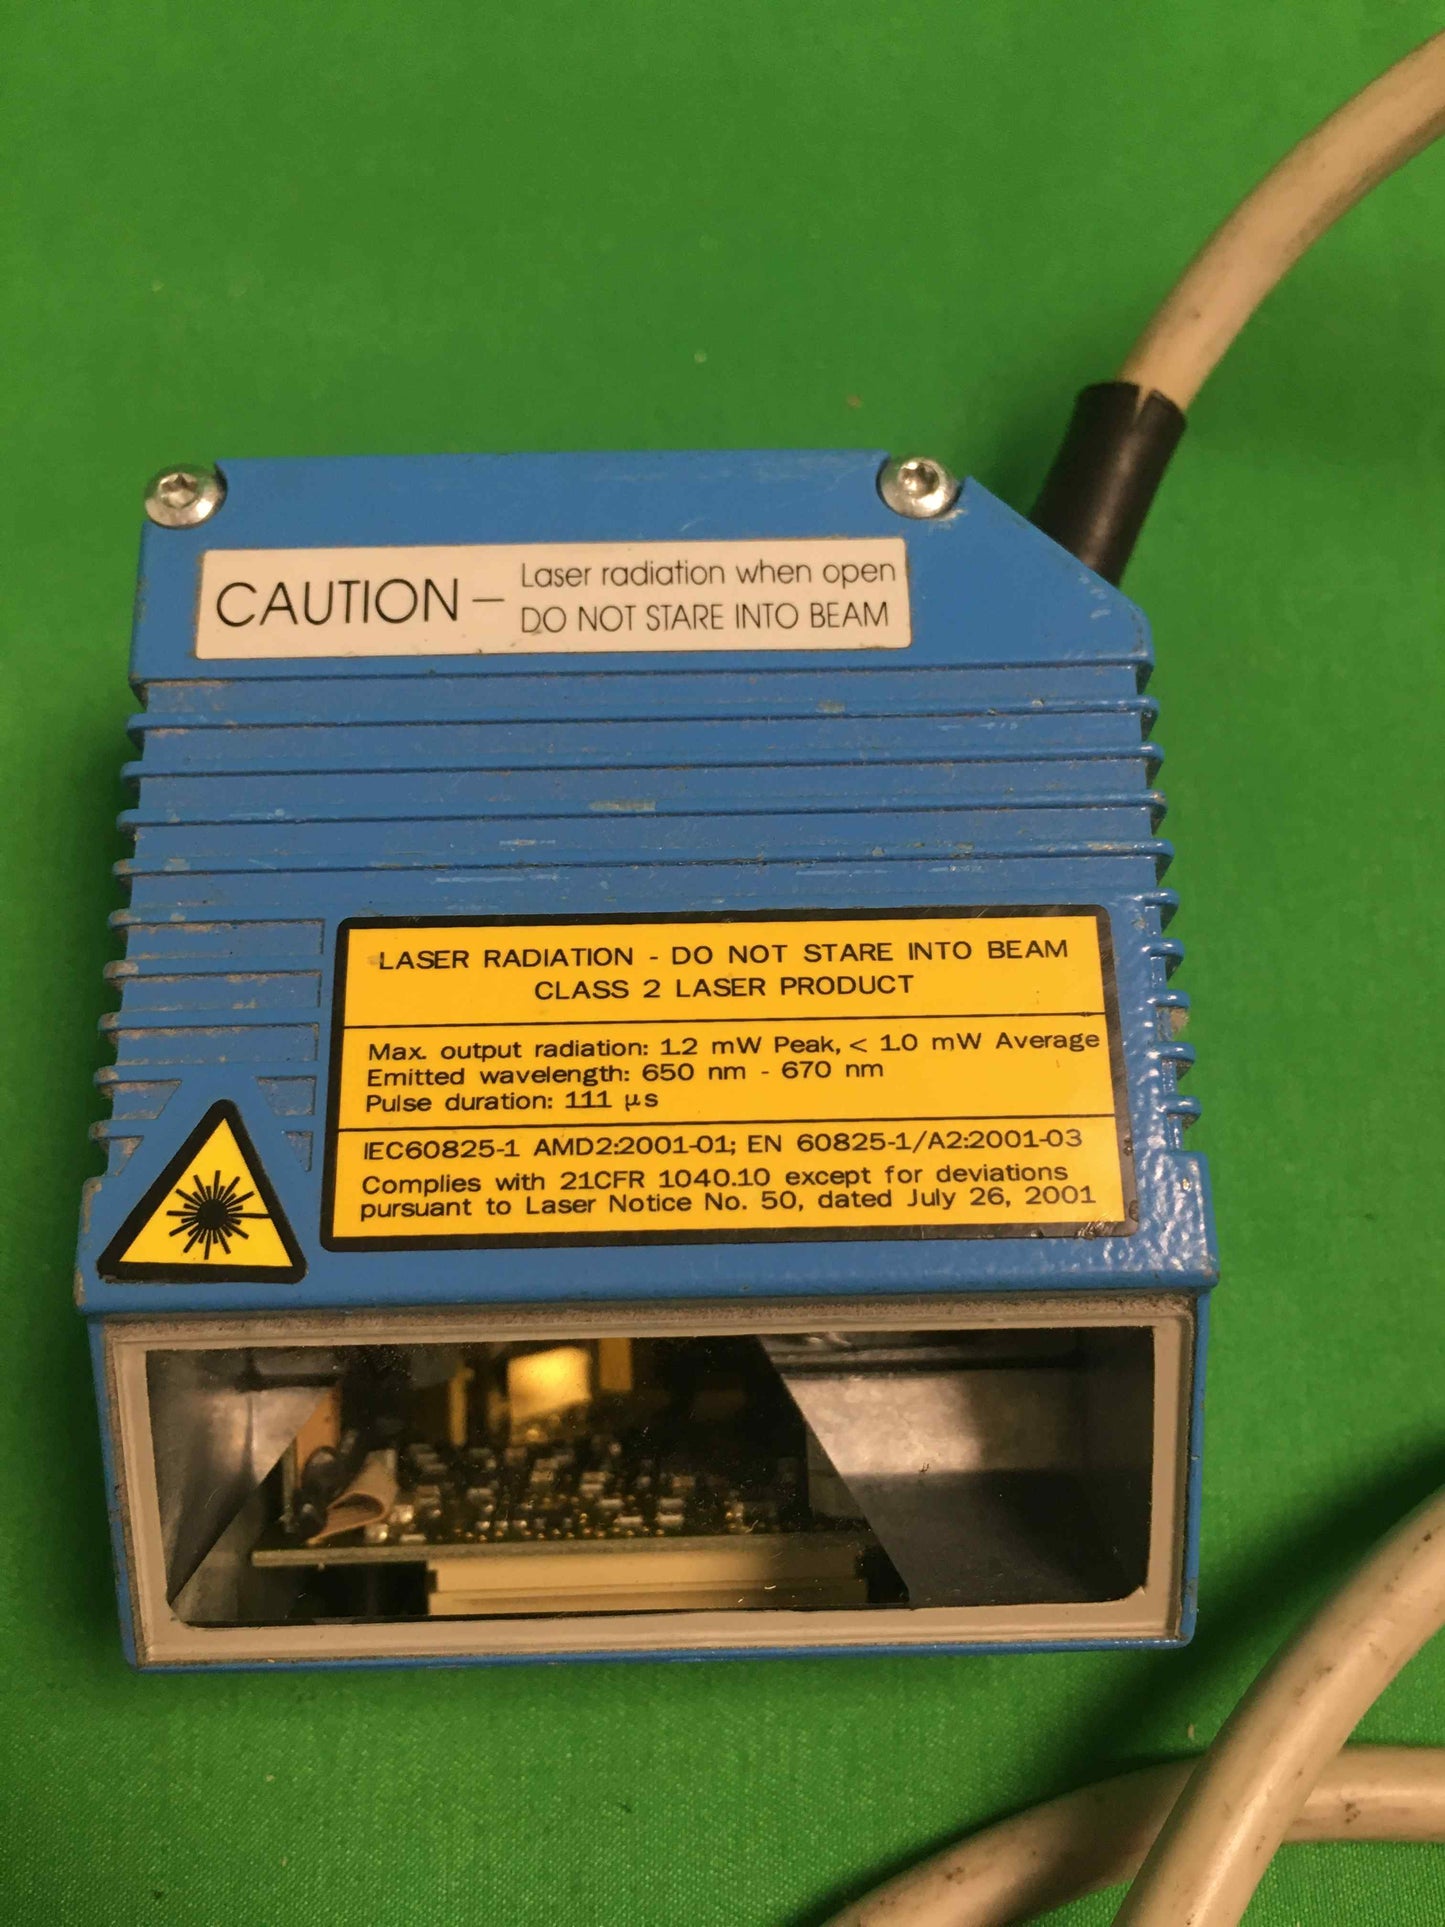 CAUTION – Laser radiation when open
DO NOT STARE INTO BEAM
LASER RADIATION - DO NOT STARE INTO BEAM
CLASS 2 LASER PRODUCT
Max. output radiation: 1.2 mW Peak, < 1.0 mW Average
Emitted wavelength: 650 nm - 670 nm
Pulse duration: 111 µs
IEC60825-1 AMD2:2001-01; EN 60825-1/A2:2001-03
Complies with 21CFR 1040.10 except for deviations
pursuant to Laser Notice No. 50, dated July 26, 2001